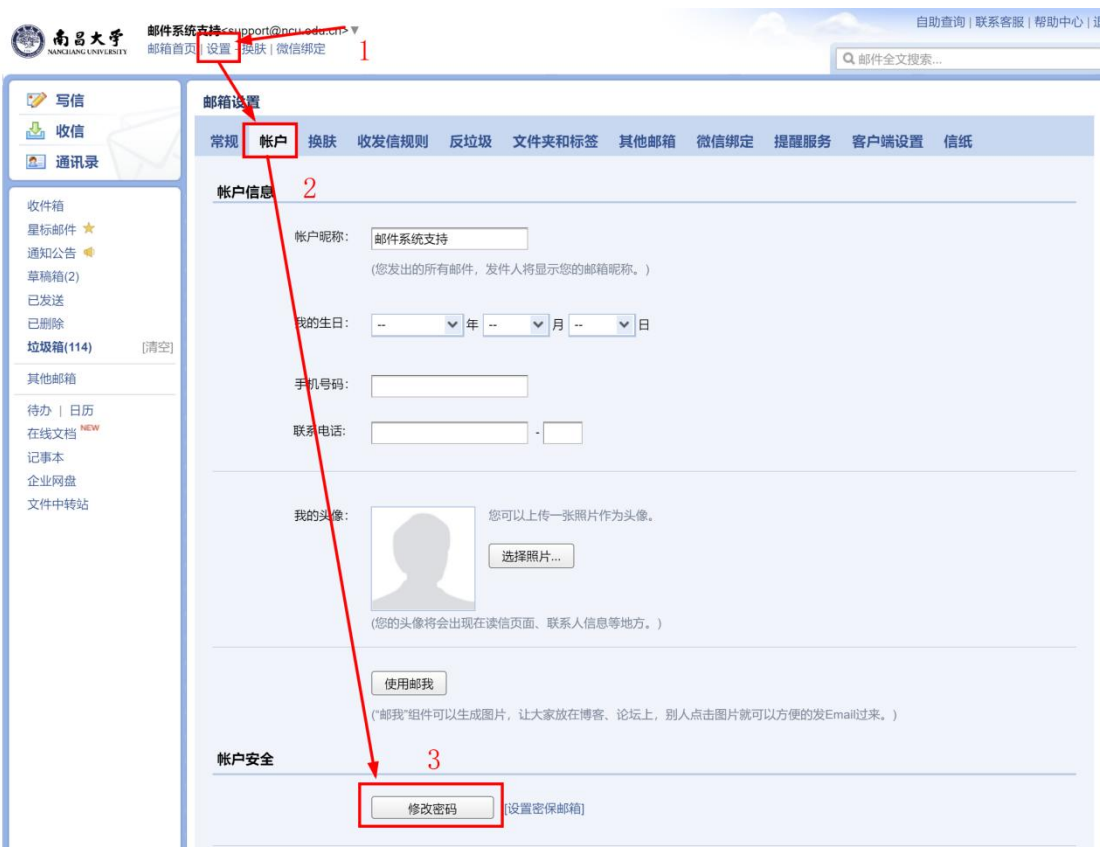 南昌大学
NANCHANG UNIVERSITY
邮件系统支持<support@ncu.edu.cn>▼
邮箱首页 | 设置 - 换肤 | 微信绑定
1
自助查询 | 联系客服 | 帮助中心 |
邮件全文搜索...
写信
收信
通讯录
收件箱
星标邮件
通知公告
草稿箱(2)
已发送
已删除
垃圾箱(114) [清空]
其他邮箱
待办 | 日历
在线文档 NEW
记事本
企业网盘
文件中转站
邮箱设置
常规 帐户 换肤 收发信规则 反垃圾 文件夹和标签 其他邮箱 微信绑定 提醒服务 客户端设置 信纸
帐户信息 2
帐户昵称: 邮件系统支持
(您发出的所有邮件，发件人将显示您的邮箱昵称。)
我的生日: -- 年 -- 月 -- 日
手机号码:
联系电话: -
我的头像: 您可以上传一张照片作为头像。
选择照片...
(您的头像将会出现在读信页面、联系人信息等地方。)
使用邮我
("邮我"组件可以生成图片，让大家放在博客、论坛上，别人点击图片就可以方便的发Email过来。)
帐户安全 3
修改密码 [设置密保邮箱]